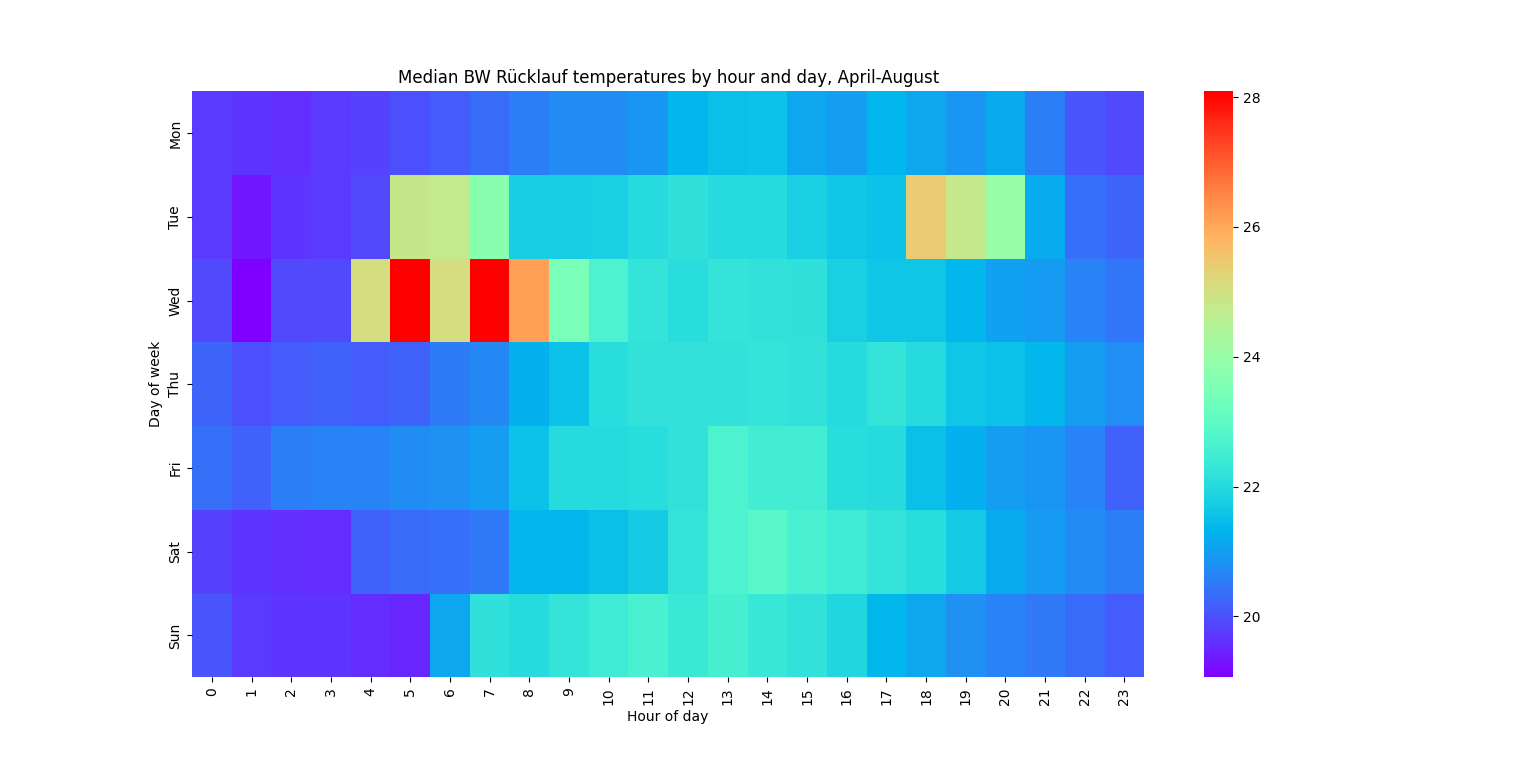 Median BW Rücklauf temperatures by hour and day, April-August
Day of week
Mon
Tue
Wed
Thu
Fri
Sat
Sun
0 1 2 3 4 5 6 7 8 9 10 11 12 13 14 15 16 17 18 19 20 21 22 23
Hour of day
28
26
24
22
20